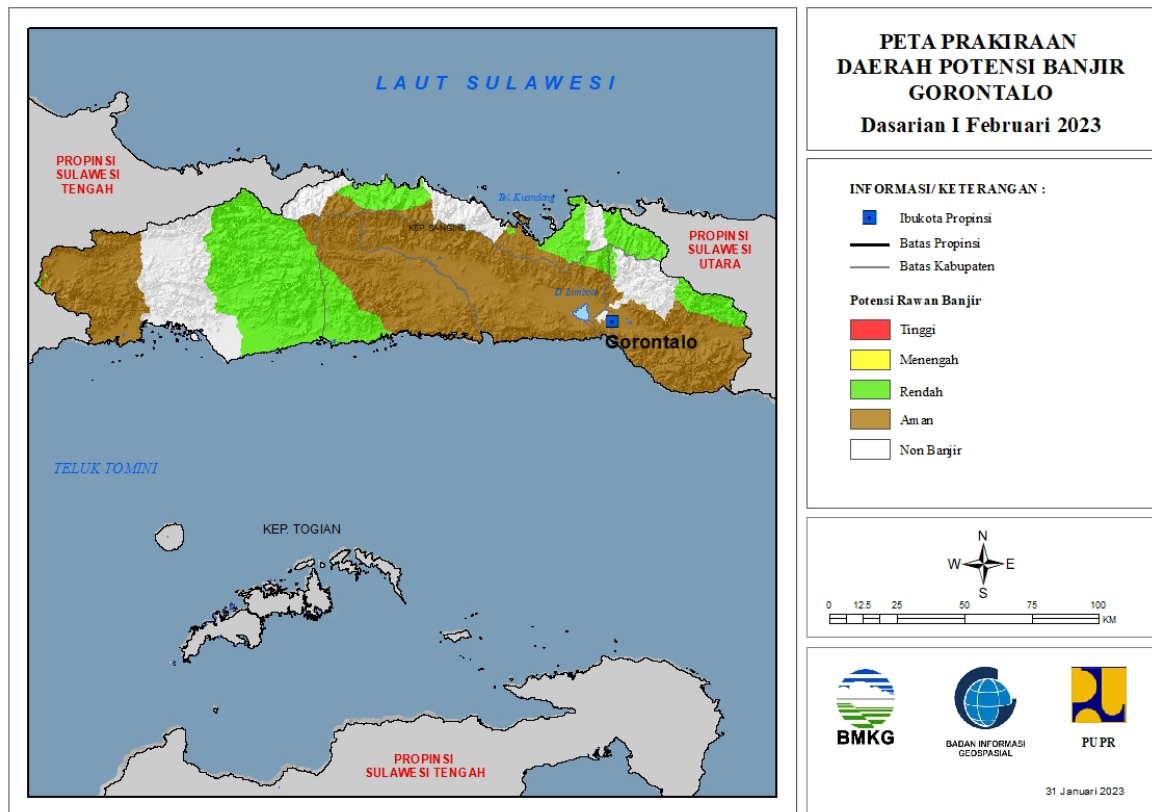 LAUT SULAWESI
PROPINSI
SULAWESI
TENGAH
Tel. Kuandang
KEP. SANGIHE
PROPINSI
SULAWESI
UTARA
D. Limboto
Gorontalo
TELUK TOMINI
KEP. TOGIAN
PROPINSI
SULAWESI TENGAH
PETA PRAKIRAAN
DAERAH POTENSI BANJIR
GORONTALO
Dasarian I Februari 2023
INFORMASI/KETERANGAN :
Ibukota Propinsi
Batas Propinsi
Batas Kabupaten
Potensi Rawan Banjir
Tinggi
Menengah
Rendah
Aman
Non Banjir
N
W E
S
0 12.5 25 50 75 100
KM
BMKG
BADAN INFORMASI
GEOSPASIAL
PUPR
31 Januari 2023